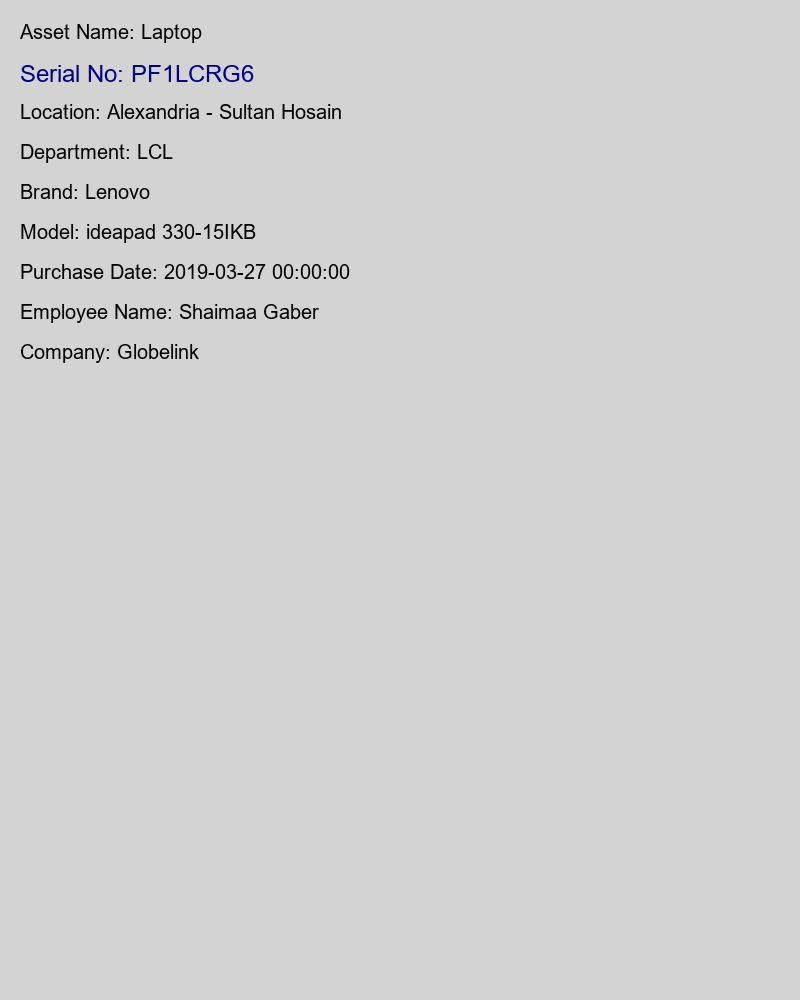 Asset Name: Laptop
Serial No: PF1LCRG6
Location: Alexandria - Sultan Hosain
Department: LCL
Brand: Lenovo
Model: ideapad 330-15IKB
Purchase Date: 2019-03-27 00:00:00
Employee Name: Shaimaa Gaber
Company: Globelink